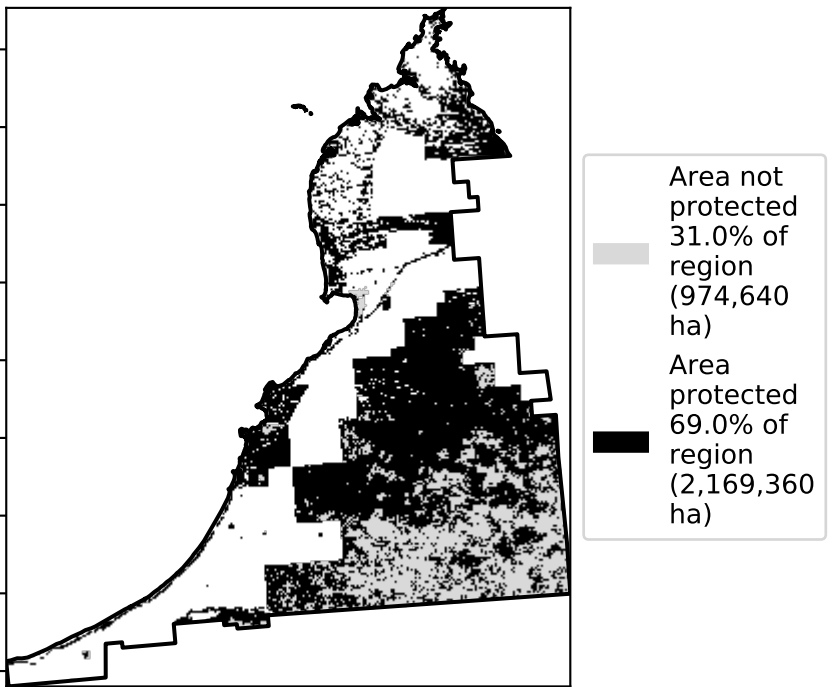 Area not
protected
31.0% of
region
(974,640
ha)
Area
protected
69.0% of
region
(2,169,360
ha)